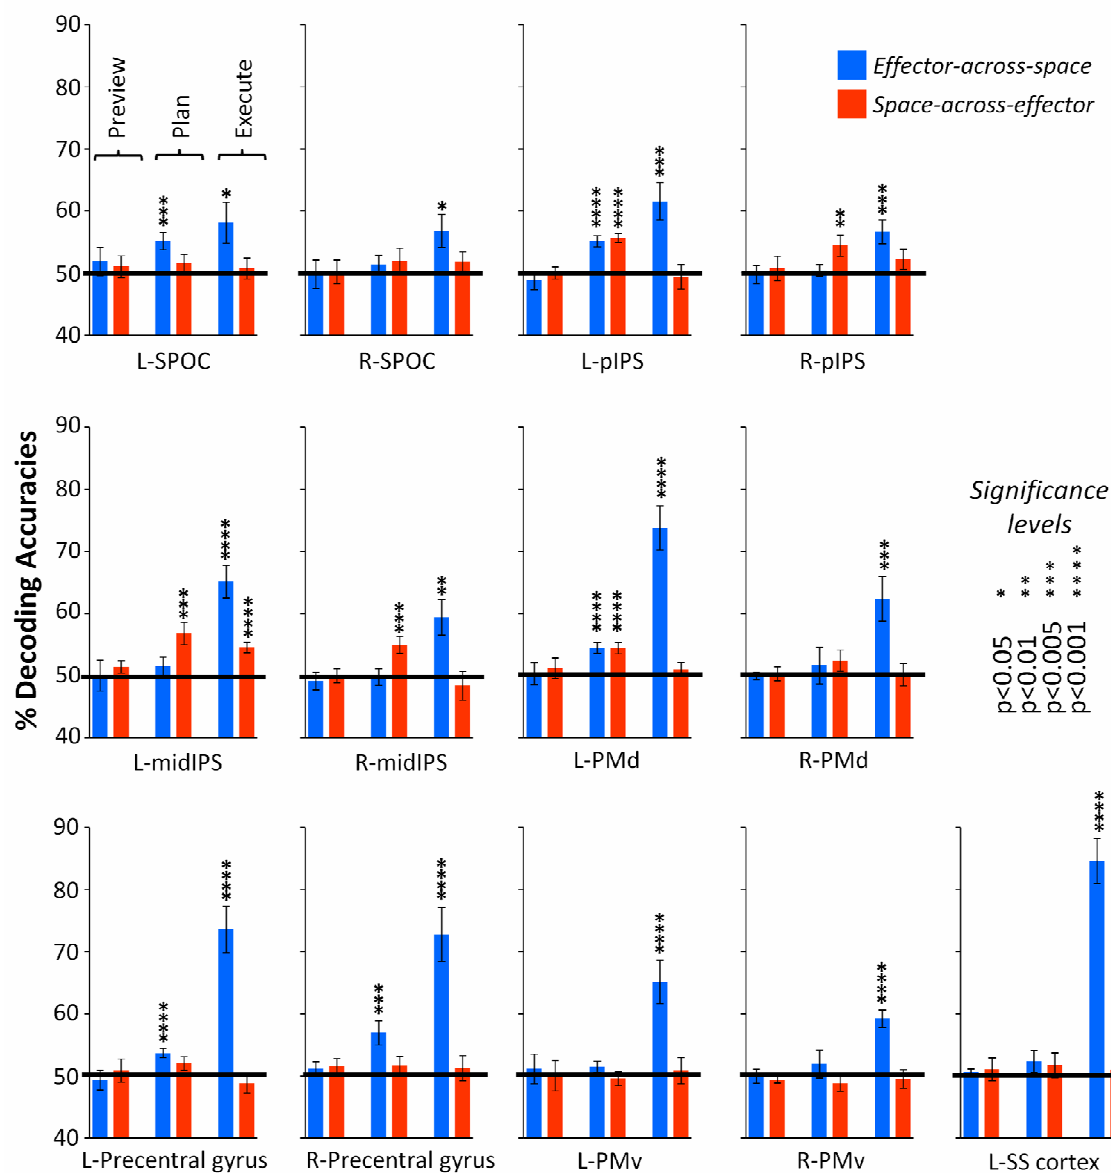 90
80
70
60
50
40
Preview
Plan
Execute
***
*
*
****
****
***
**
***
Effector-across-space
Space-across-effector
L-SPOC
R-SPOC
L-pIPS
R-pIPS
% Decoding Accuracies
90
80
70
60
50
40
***
****
****
***
**
****
****
****
***
L-midIPS
R-midIPS
L-PMd
R-PMd
Significance
levels
p<0.05 *
p<0.01 **
p<0.005 ***
p<0.001 ****
90
80
70
60
50
40
****
****
***
****
****
****
****
L-Precentral gyrus
R-Precentral gyrus
L-PMv
R-PMv
L-SS cortex